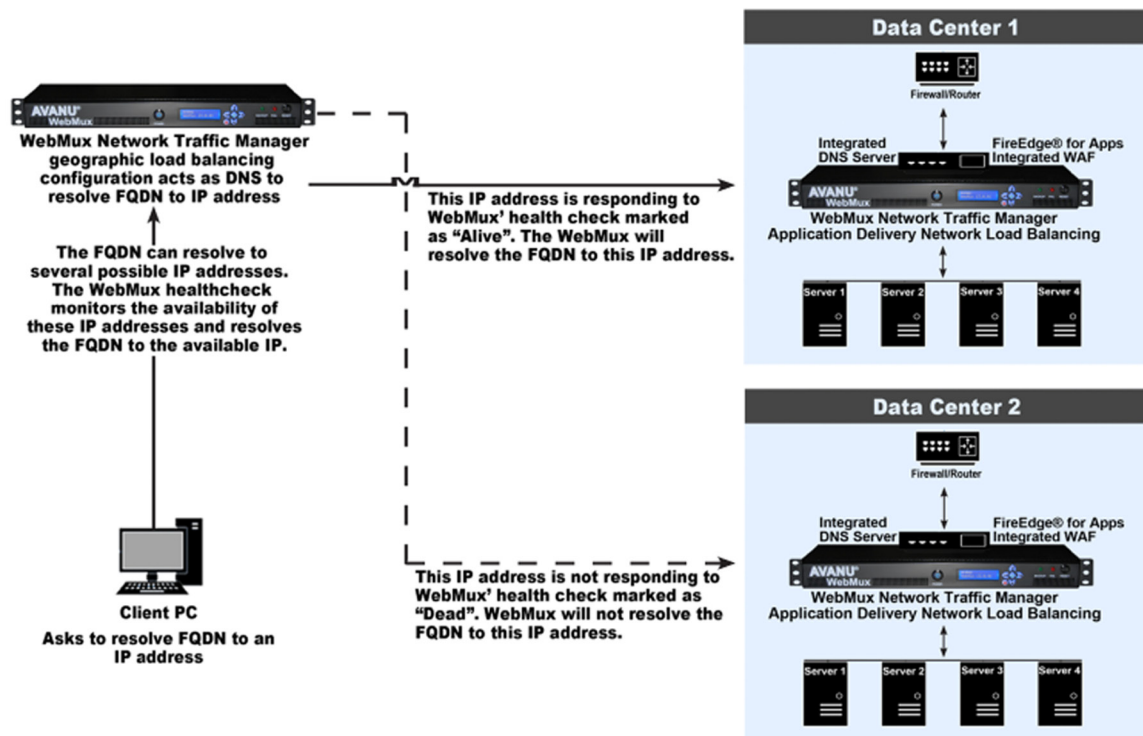 AVANU®
WebMux
WebMux Network Traffic Manager
geographic load balancing
configuration acts as DNS to
resolve FQDN to IP address
The FQDN can resolve to
several possible IP addresses.
The WebMux healthcheck
monitors the availability of
these IP addresses and resolves
the FQDN to the available IP.
Client PC
Asks to resolve FQDN to an
IP address
This IP address is responding to
WebMux’ health check marked
as “Alive”. The WebMux will
resolve the FQDN to this IP address.
This IP address is not responding to
WebMux’ health check marked as
“Dead”. WebMux will not resolve the
FQDN to this IP address.
Data Center 1
Firewall/Router
Integrated
DNS Server
FireEdge® for Apps
Integrated WAF
AVANU®
WebMux
WebMux Network Traffic Manager
Application Delivery Network Load Balancing
Server 1
Server 2
Server 3
Server 4
Data Center 2
Firewall/Router
Integrated
DNS Server
FireEdge® for Apps
Integrated WAF
AVANU®
WebMux
WebMux Network Traffic Manager
Application Delivery Network Load Balancing
Server 1
Server 2
Server 3
Server 4